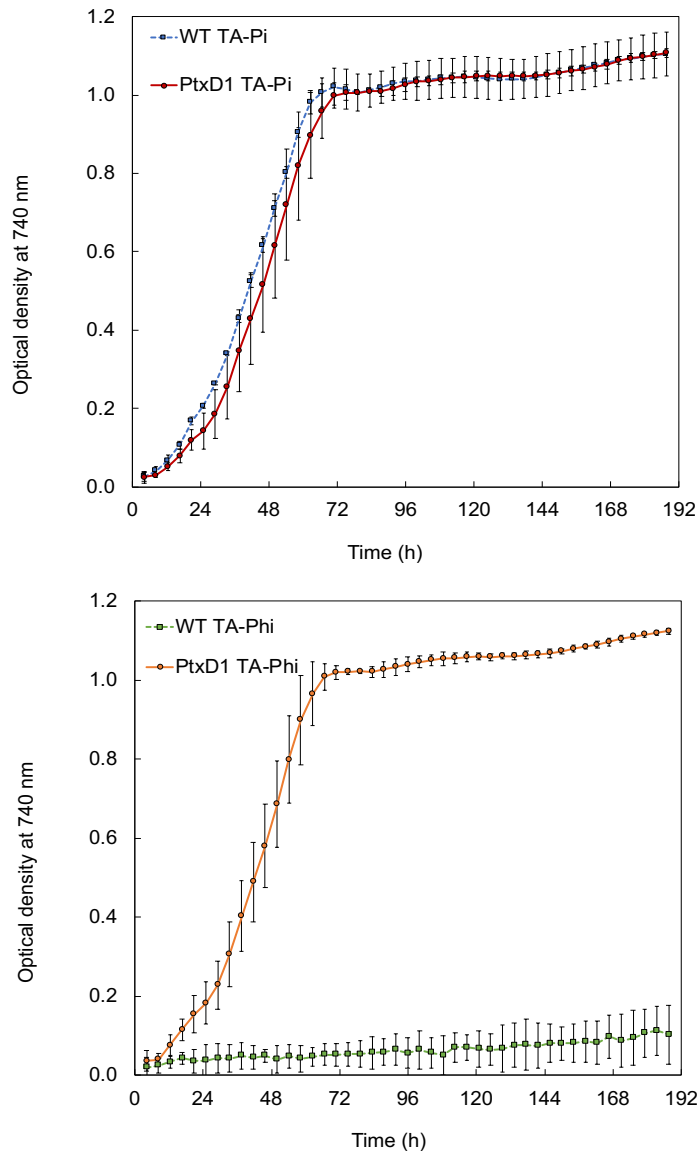 1.2
WT TA-Pi
PtxD1 TA-Pi
1.0
0.8
0.6
0.4
0.2
0.0
Optical density at 740 nm
0 24 48 72 96 120 144 168 192
Time (h)
1.2
WT TA-Phi
PtxD1 TA-Phi
1.0
0.8
0.6
0.4
0.2
0.0
Optical density at 740 nm
0 24 48 72 96 120 144 168 192
Time (h)